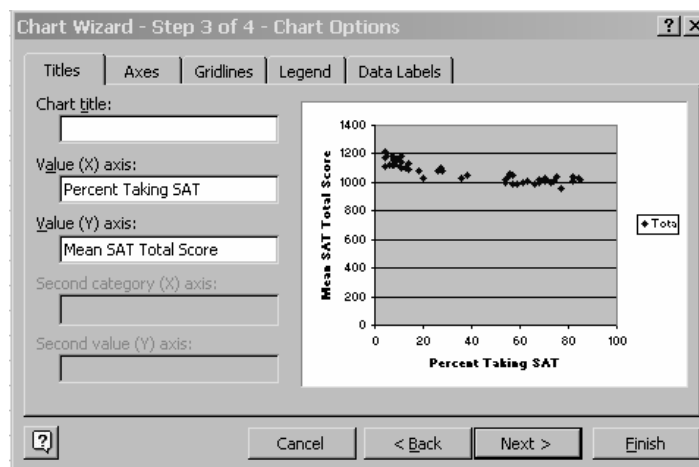 Chart Wizard - Step 3 of 4 - Chart Options
Titles Axes Gridlines Legend Data Labels
Chart title:
Value (X) axis:
Percent Taking SAT
Value (Y) axis:
Mean SAT Total Score
Second category (X) axis:
Second value (Y) axis:
1400
1200
1000
800
600
400
200
0
Mean SAT Total Score
0 20 40 60 80 100
Percent Taking SAT
Tota
Cancel < Back Next > Finish